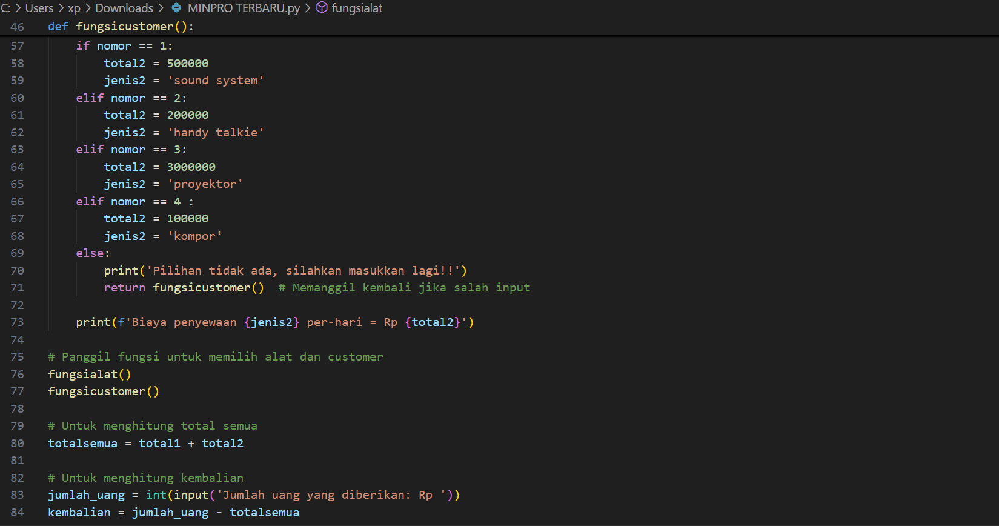 C: > Users > xp > Downloads > MINPRO TERBARU.py > fungsialat
46 def fungsicustomer():
57     if nomor == 1:
58         total2 = 500000
59         jenis2 = 'sound system'
60     elif nomor == 2:
61         total2 = 200000
62         jenis2 = 'handy talkie'
63     elif nomor == 3:
64         total2 = 3000000
65         jenis2 = 'proyektor'
66     elif nomor == 4 :
67         total2 = 100000
68         jenis2 = 'kompor'
69     else:
70         print('Pilihan tidak ada, silahkan masukkan lagi!!')
71         return fungsicustomer()  # Memanggil kembali jika salah input
72
73     print(f'Biaya penyewaan {jenis2} per-hari = Rp {total2}')
74
75 # Panggil fungsi untuk memilih alat dan customer
76 fungsialat()
77 fungsicustomer()
78
79 # Untuk menghitung total semua
80 totalsemua = total1 + total2
81
82 # Untuk menghitung kembalian
83 jumlah_uang = int(input('Jumlah uang yang diberikan: Rp '))
84 kembalian = jumlah_uang - totalsemua